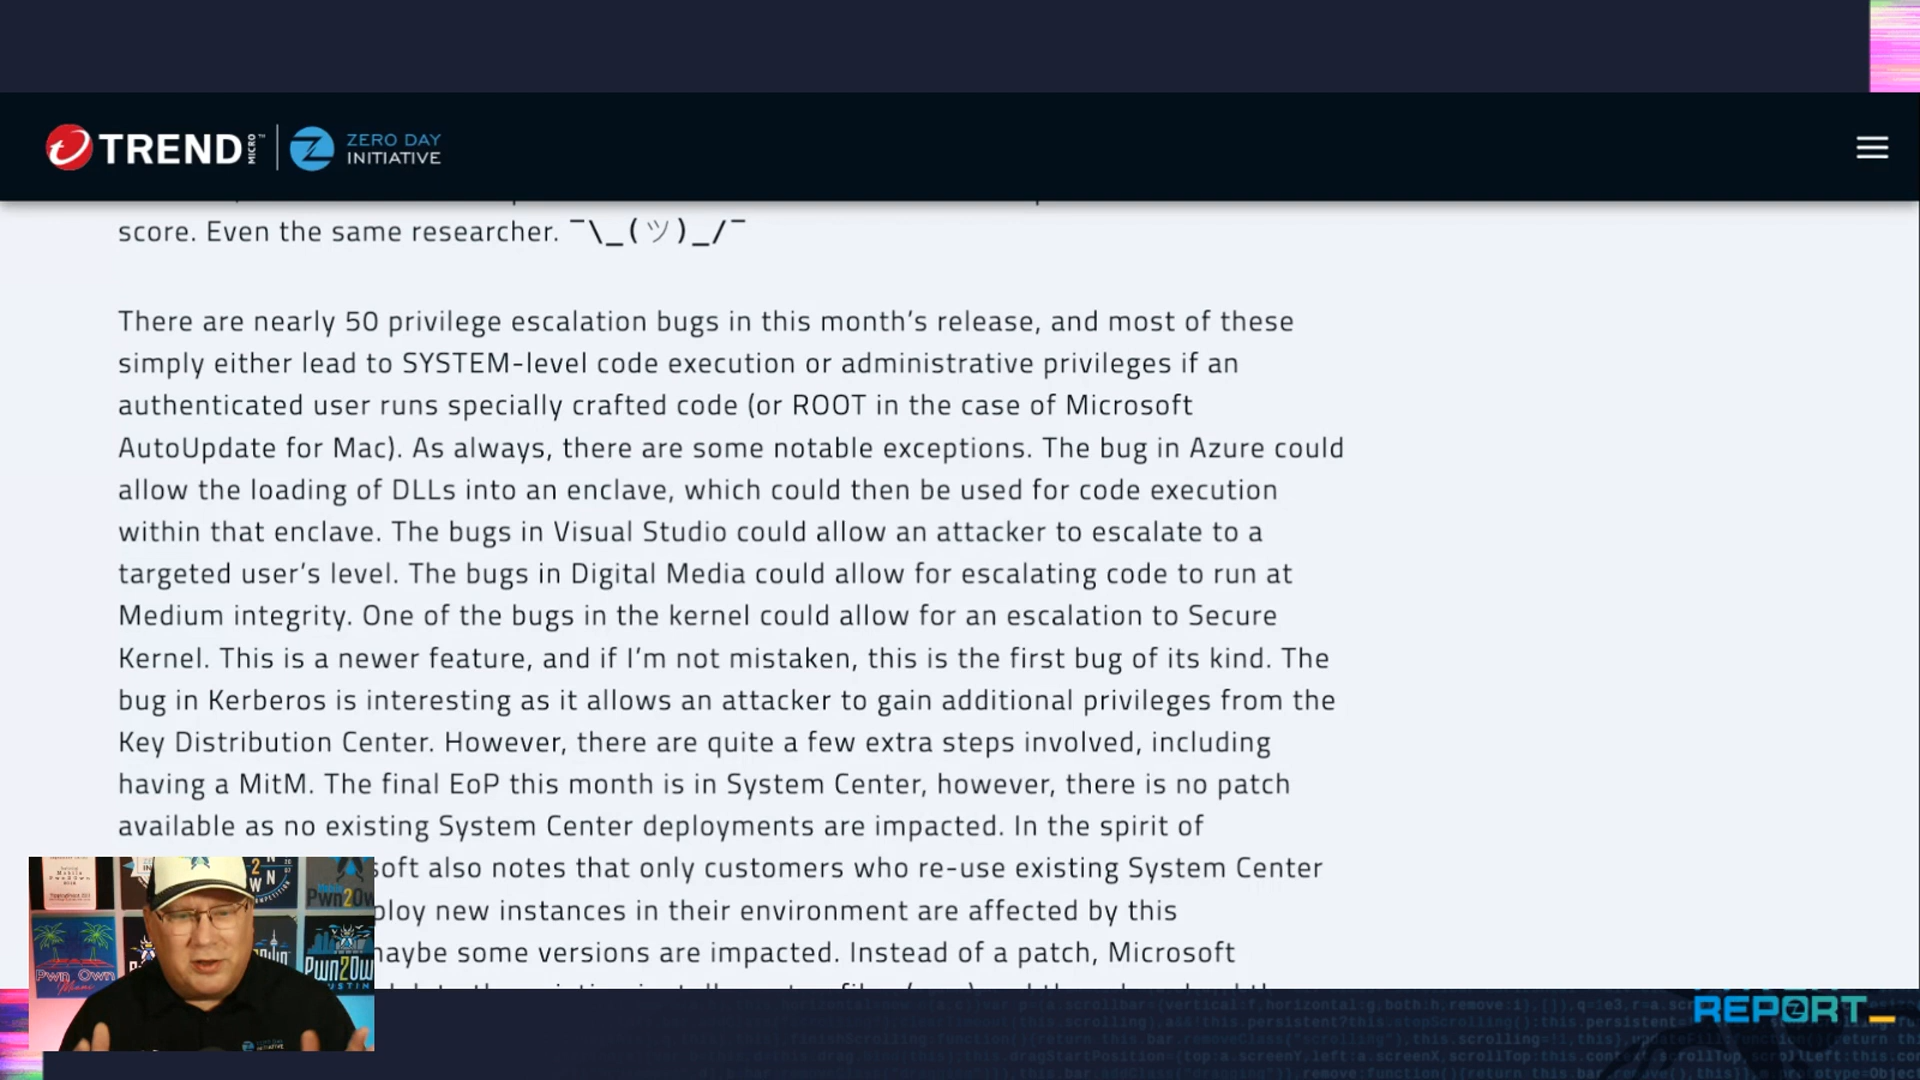 TREND MICRO™ | ZERO DAY INITIATIVE
score. Even the same researcher. ¯\_(ツ)_/¯
There are nearly 50 privilege escalation bugs in this month’s release, and most of these
simply either lead to SYSTEM-level code execution or administrative privileges if an
authenticated user runs specially crafted code (or ROOT in the case of Microsoft
AutoUpdate for Mac). As always, there are some notable exceptions. The bug in Azure could
allow the loading of DLLs into an enclave, which could then be used for code execution
within that enclave. The bugs in Visual Studio could allow an attacker to escalate to a
targeted user’s level. The bugs in Digital Media could allow for escalating code to run at
Medium integrity. One of the bugs in the kernel could allow for an escalation to Secure
Kernel. This is a newer feature, and if I’m not mistaken, this is the first bug of its kind. The
bug in Kerberos is interesting as it allows an attacker to gain additional privileges from the
Key Distribution Center. However, there are quite a few extra steps involved, including
having a MitM. The final EoP this month is in System Center, however, there is no patch
available as no existing System Center deployments are impacted. In the spirit of
soft also notes that only customers who re-use existing System Center
ploy new instances in their environment are affected by this
maybe some versions are impacted. Instead of a patch, Microsoft
Pwn2Own
Pwn Own
Miami
Pwn2Own
REPORT_